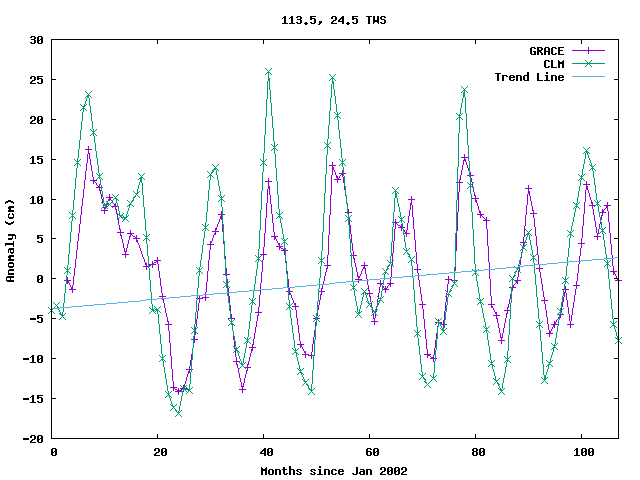 113.5, 24.5 TWS
30
25
20
15
10
5
0
-5
-10
-15
-20
Anomaly (cm)
GRACE
CLM
Trend Line
0 20 40 60 80 100
Months since Jan 2002